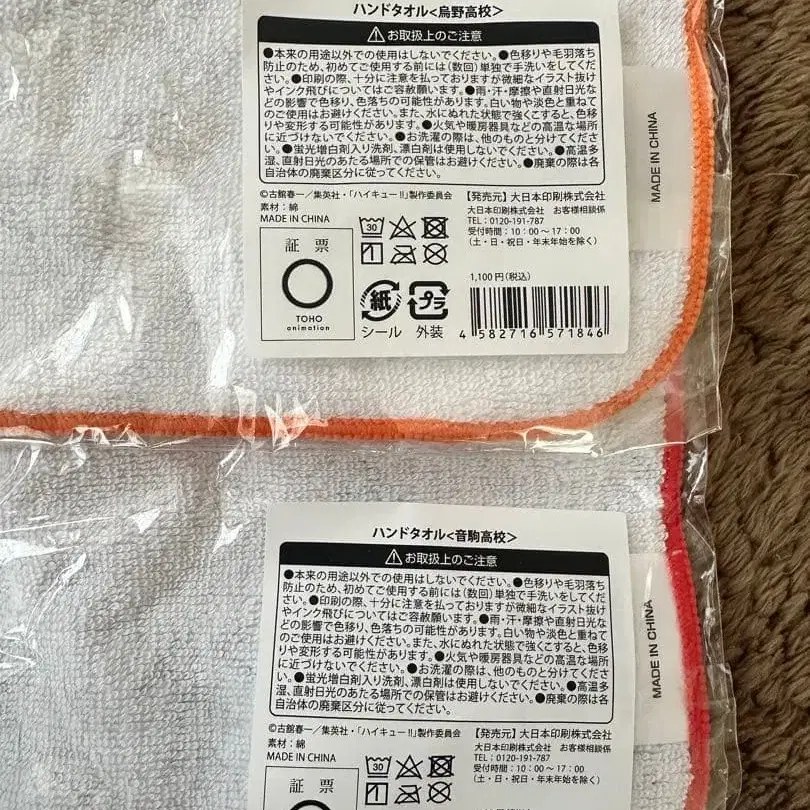 ハンドタオル<烏野高校>
⚠お取扱上のご注意
●本来の用途以外での使用はしないでください。●色移りや毛羽落ち
防止のため、初めてご使用する前には(数回)単独で手洗いをしてくだ
さい。●印刷の際、十分に注意を払っておりますが微細なイラスト抜け
やインク飛びについてはご容赦願います。●雨・汗・摩擦や直射日光な
どの影響で色移り、色落ちの可能性があります。白い物や淡色と重ねて
のご使用はお避けください。また、水にぬれた状態で強くこすると、色移
りや変形する可能性があります。●火気や暖房器具などの高温な場所
に近づけないでください。●お洗濯の際は、他のものと分けてください
。●蛍光増白剤入り洗剤、漂白剤は使用しないでください。●高温多
湿、直射日光のあたる場所での保管はお避けください。●廃棄の際は各
自治体の廃棄区分に従ってください。
©古舘春一/集英社・「ハイキュー!!」製作委員会
素材:綿
MADE IN CHINA
【発売元】大日本印刷株式会社
大日本印刷株式会社 お客様相談係
TEL:0120-191-787
受付時間:10:00~17:00
(土・日・祝日・年末年始を除く)
30
証票
TOHO
animation
紙
シール
プラ
外装
1,100円(税込)
4 582716 571846
MADE IN CHINA
ハンドタオル<音駒高校>
⚠お取扱上のご注意
●本来の用途以外での使用はしないでください。●色移りや毛羽落ち
防止のため、初めてご使用する前には(数回)単独で手洗いをしてくだ
さい。●印刷の際、十分に注意を払っておりますが微細なイラスト抜け
やインク飛びについてはご容赦願います。●雨・汗・摩擦や直射日光な
どの影響で色移り、色落ちの可能性があります。白い物や淡色と重ねて
のご使用はお避けください。また、水にぬれた状態で強くこすると、色移
りや変形する可能性があります。●火気や暖房器具などの高温な場所
に近づけないでください。●お洗濯の際は、他のものと分けてください
。●蛍光増白剤入り洗剤、漂白剤は使用しないでください。●高温多
湿、直射日光のあたる場所での保管はお避けください。●廃棄の際は各
自治体の廃棄区分に従ってください。
©古舘春一/集英社・「ハイキュー!!」製作委員会
素材:綿
MADE IN CHINA
【発売元】大日本印刷株式会社
大日本印刷株式会社 お客様相談係
TEL:0120-191-787
受付時間:10:00~17:00
(土・日・祝日・年末年始を除く)
30
証票
MADE IN CHINA